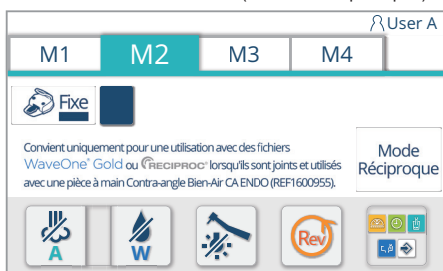 User A
M1 M2 M3 M4
Fixe
Convient uniquement pour une utilisation avec des fichiers
WaveOne® Gold ou RECIPROC® lorsqu'ils sont joints et utilisés
avec une pièce à main Contra-angle Bien-Air CA ENDO (REF1600955).
Mode
Réciproque
A
W
Rev